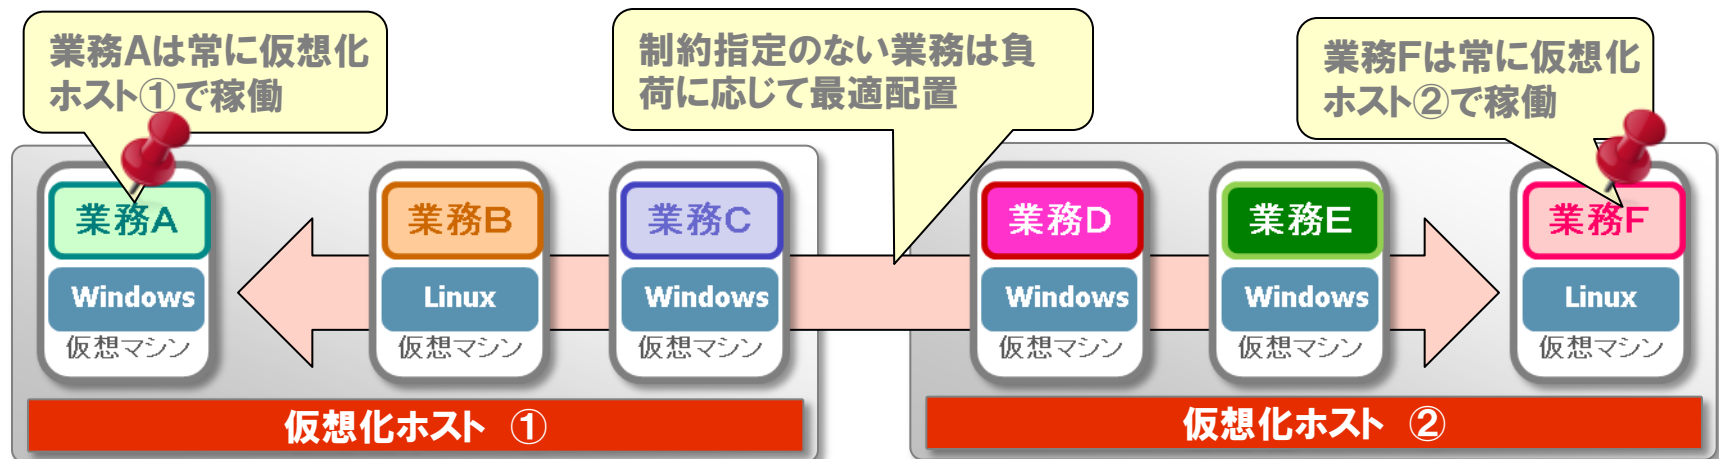 業務Aは常に仮想化
ホスト①で稼働
制約指定のない業務は負
荷に応じて最適配置
業務Fは常に仮想化
ホスト②で稼働
業務A
Windows
仮想マシン
業務B
Linux
仮想マシン
業務C
Windows
仮想マシン
業務D
Windows
仮想マシン
業務E
Windows
仮想マシン
業務F
Linux
仮想マシン
仮想化ホスト ①
仮想化ホスト ②